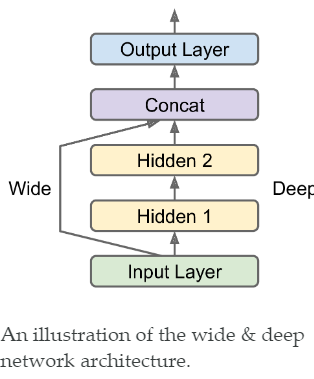 Output Layer
Concat
Hidden 2
Wide
Deep
Hidden 1
Input Layer
An illustration of the wide & deep
network architecture.